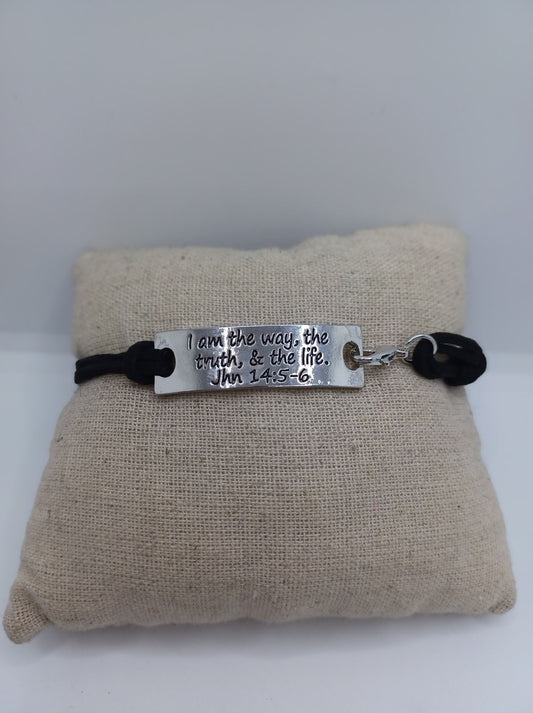 I am the way, the
truth, & the life.
Jhn 14:5-6